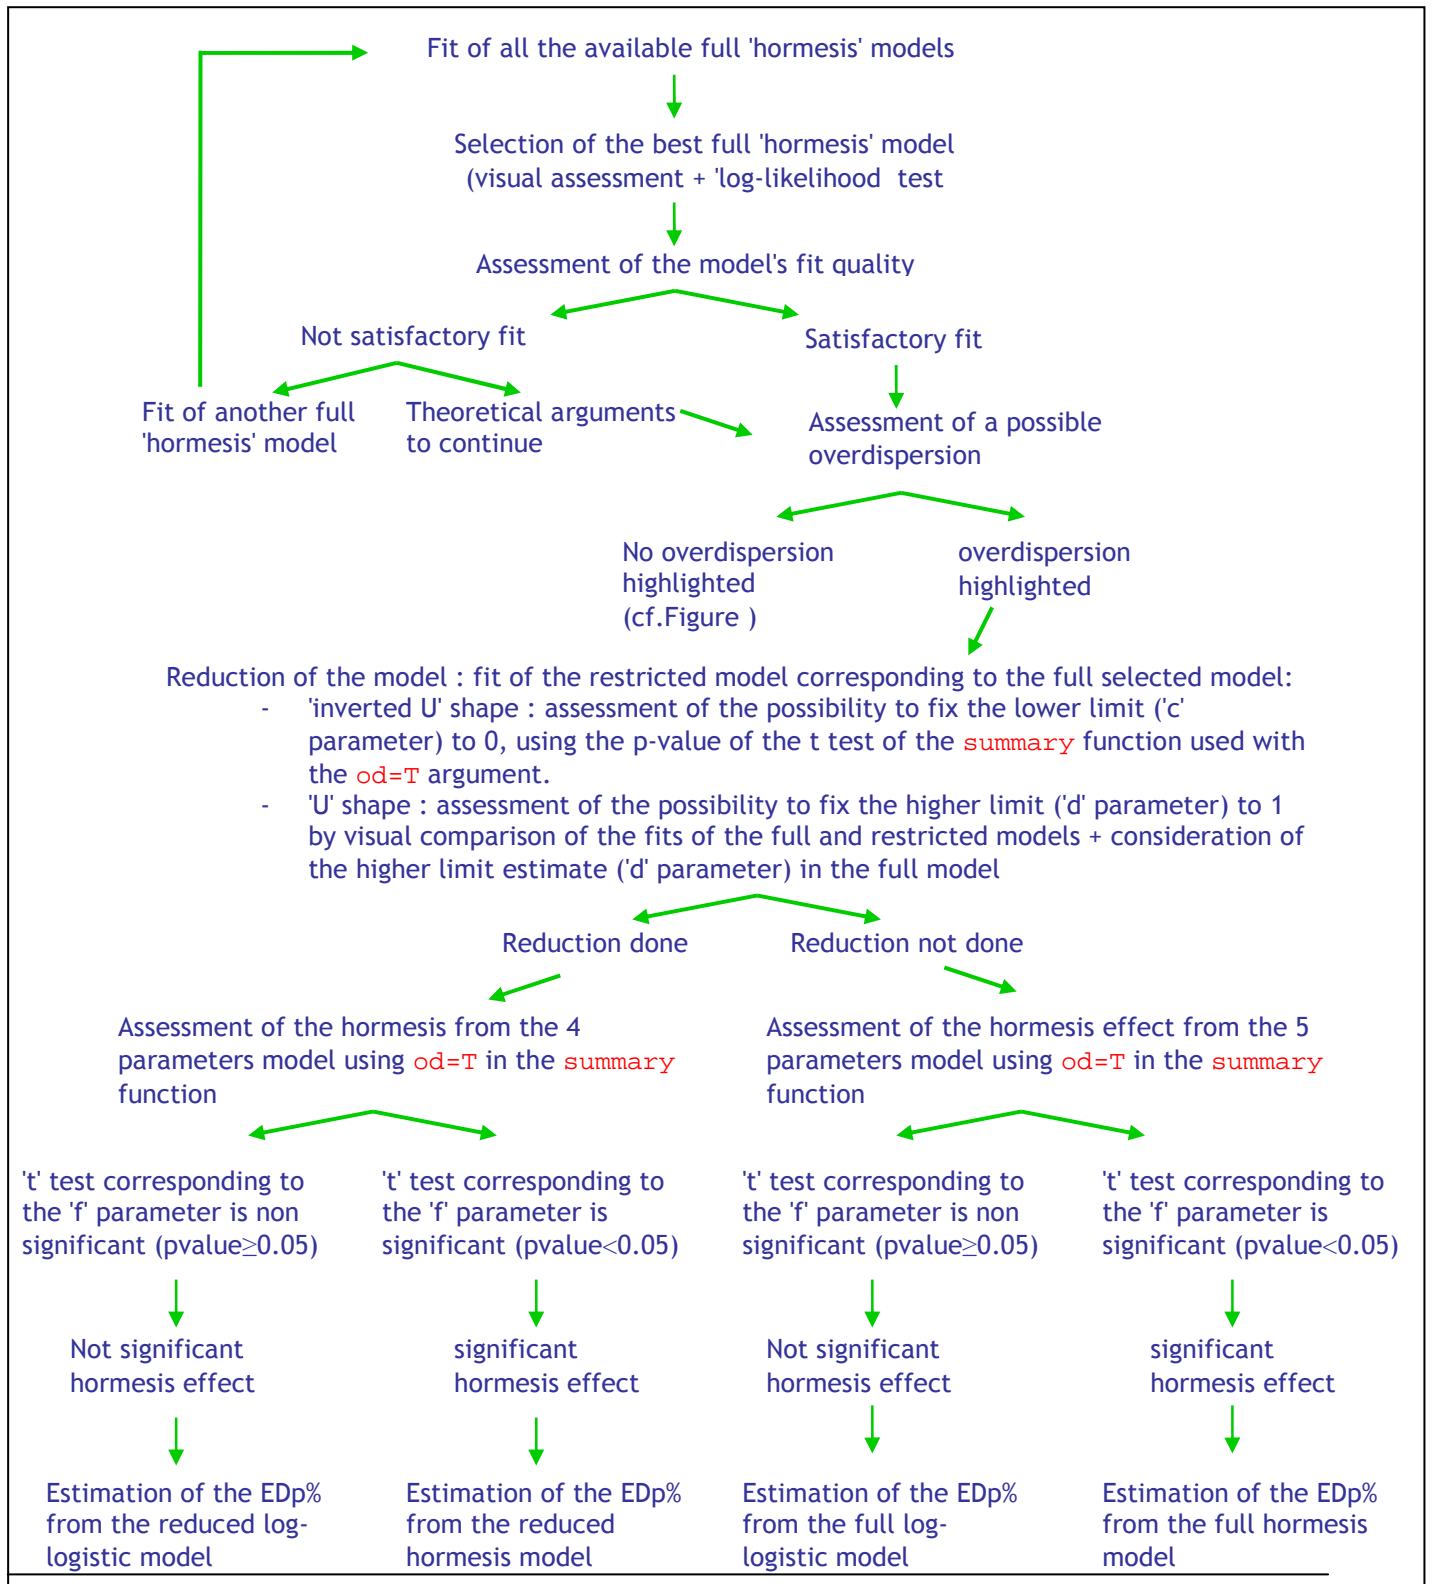 Fit of all the available full 'hormesis' models
Selection of the best full 'hormesis' model
(visual assessment + 'log-likelihood test
Assessment of the model's fit quality
Not satisfactory fit
Satisfactory fit
Fit of another full
'hormesis' model
Theoretical arguments
to continue
Assessment of a possible
overdispersion
No overdispersion
highlighted
(cf.Figure )
overdispersion
highlighted
Reduction of the model : fit of the restricted model corresponding to the full selected model:
- 'inverted U' shape : assessment of the possibility to fix the lower limit ('c'
parameter) to 0, using the p-value of the t test of the summary function used with
the od=T argument.
- 'U' shape : assessment of the possibility to fix the higher limit ('d' parameter) to 1
by visual comparison of the fits of the full and restricted models + consideration of
the higher limit estimate ('d' parameter) in the full model
Reduction done
Reduction not done
Assessment of the hormesis from the 4
parameters model using od=T in the summary
function
Assessment of the hormesis effect from the 5
parameters model using od=T in the summary
function
't' test corresponding to
the 'f' parameter is non
significant (pvalue≥0.05)
't' test corresponding to
the 'f' parameter is
significant (pvalue<0.05)
't' test corresponding to
the 'f' parameter is non
significant (pvalue≥0.05)
't' test corresponding to
the 'f' parameter is
significant (pvalue<0.05)
Not significant
hormesis effect
significant
hormesis effect
Not significant
hormesis effect
significant
hormesis effect
Estimation of the EDp%
from the reduced log-
logistic model
Estimation of the EDp%
from the reduced
hormesis model
Estimation of the EDp%
from the full log-
logistic model
Estimation of the EDp%
from the full hormesis
model